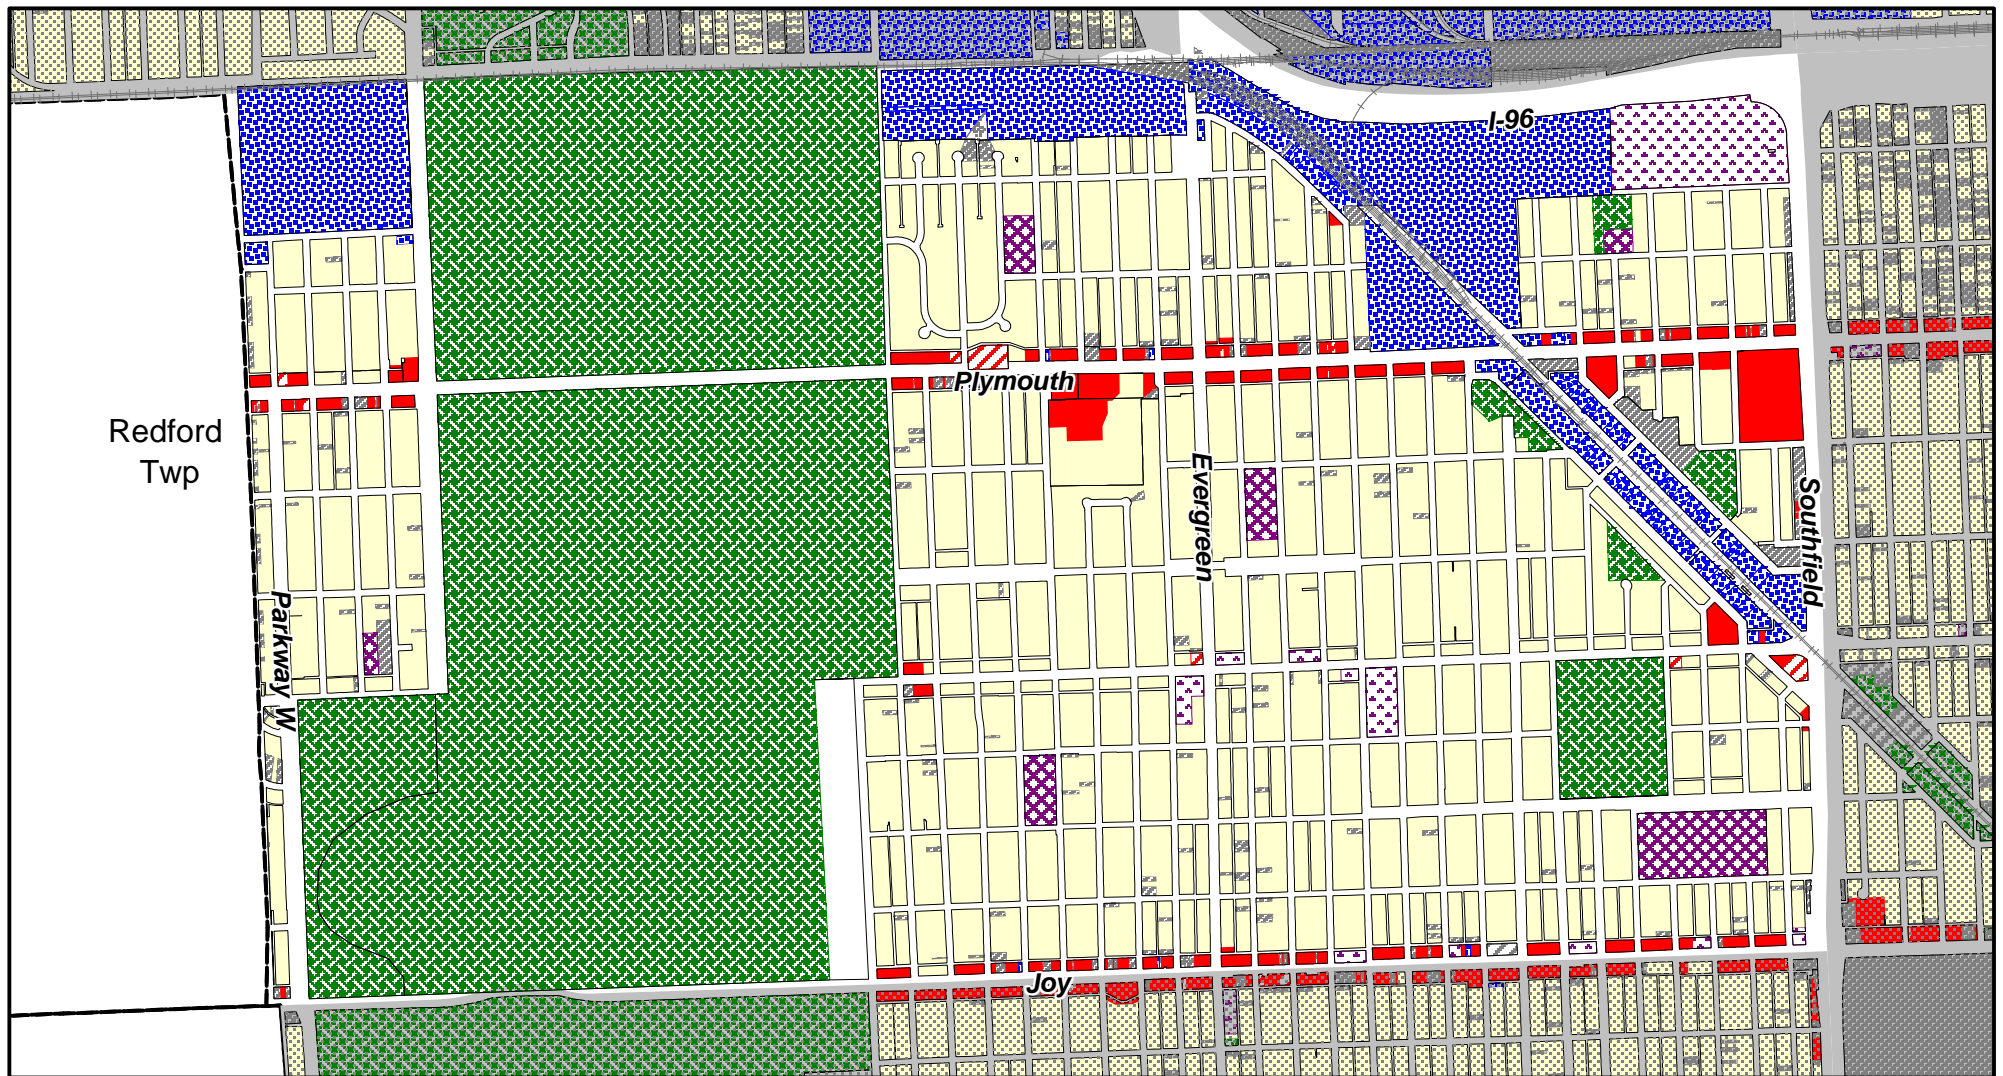 I-96
Plymouth
Redford
Twp
Evergreen
Southfield
Parkway W.
Joy